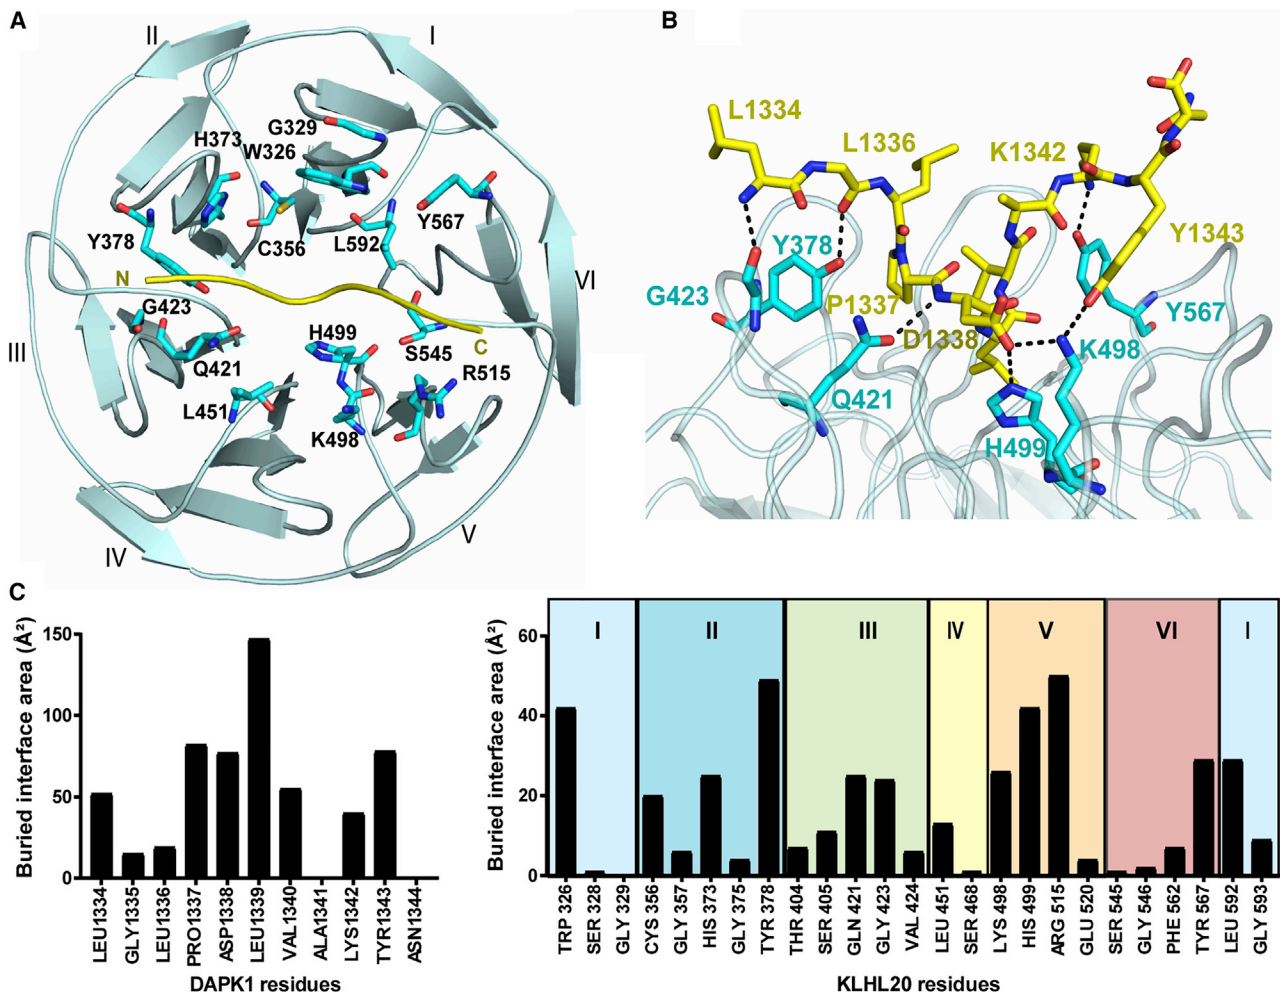 A
II
I
G329
H373
W326
Y567
Y378
C356
L592
N
VI
G423
H499
C
III
S545
Q421
R515
L451
K498
V
IV
B
L1334
L1336
K1342
Y378
Y1343
G423
P1337
Y567
D1338
K498
Q421
H499
C
Buried interface area (Å²)
150
100
50
0
LEU1334
GLY1335
LEU1336
PRO1337
ASP1338
LEU1339
VAL1340
ALA1341
LYS1342
TYR1343
ASN1344
DAPK1 residues
Buried interface area (Å²)
60
40
20
0
I
II
III
IV
V
VI
I
TRP 326
SER 328
GLY 329
CYS 356
GLY 357
HIS 373
GLY 375
TYR 378
THR 404
SER 405
GLN 421
GLY 423
VAL 424
LEU 451
SER 468
LYS 498
HIS 499
ARG 515
GLU 520
SER 545
GLY 546
PHE 562
TYR 567
LEU 592
GLY 593
KLHL20 residues